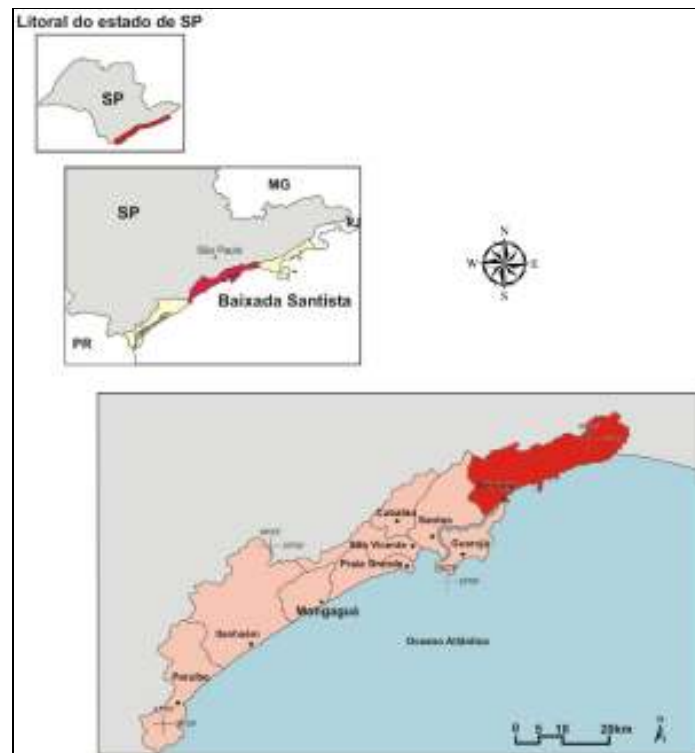 Litoral do estado de SP
SP
MG
SP
RJ
São Paulo
Baixada Santista
PR
N
W E
S
Cubatão
Santos
São Vicente
Guarujá
Praia Grande
Mongaguá
Itanhaém
Oceano Atlântico
Peruíbe
0 5 10 20km